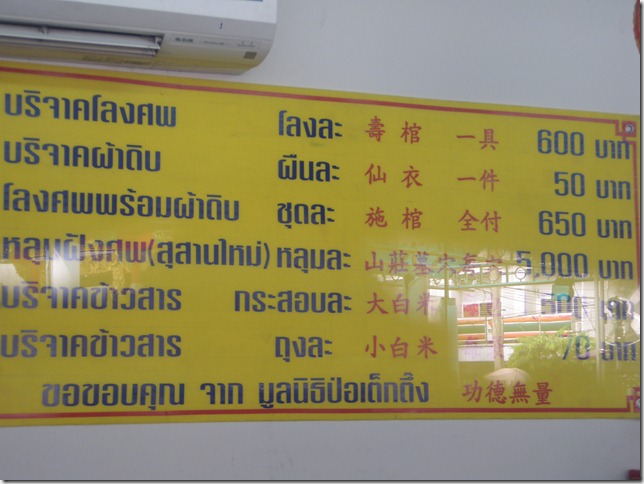 บริจาคโลงศพ โลงละ 壽棺 一具 600 บาท
บริจาคผ้าดิบ ผืนละ 仙衣 一件 50 บาท
โลงศพพร้อมผ้าดิบ ชุดละ 施棺 全付 650 บาท
หลุมฝังศพ(สุสานใหม่) หลุมละ 山莊墓 5,000 บาท
บริจาคข้าวสาร กระสอบละ 大白米
บริจาคข้าวสาร ถุงละ 小白米 70 บาท
ขอขอบคุณ จาก มูลนิธิป่อเต็กตึ๊ง 功德無量